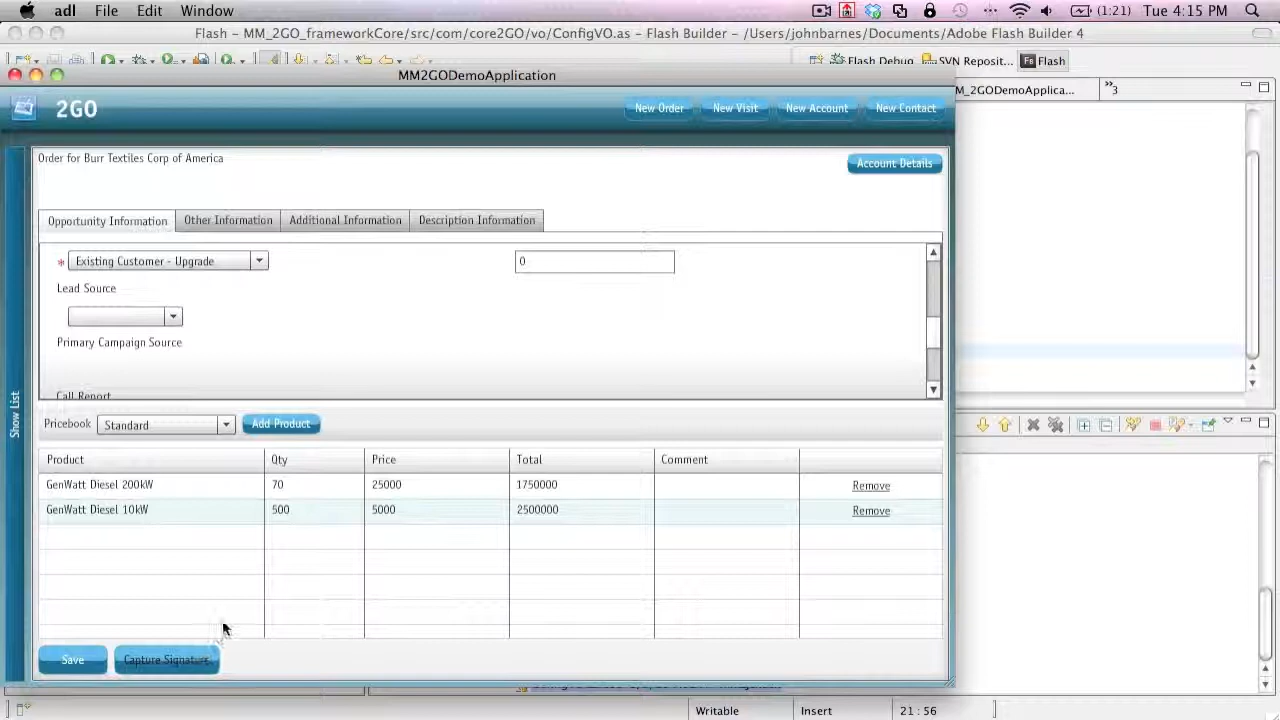 adl File Edit Window (1:21) Tue 4:15 PM
Flash – MM_2GO_frameworkCore/src/com/core2GO/vo/ConfigVO.as – Flash Builder – /Users/johnbarnes/Documents/Adobe Flash Builder 4
Flash Debug SVN Reposit... Fb Flash
MM2GODemoApplication
M_2GODemoApplica... »3
2GO New Order New Visit New Account New Contact
Order for Burr Textiles Corp of America
Account Details
Opportunity Information Other Information Additional Information Description Information
* Existing Customer - Upgrade 0
Lead Source
Primary Campaign Source
Call Report
Show List
Pricebook Standard Add Product
Product Qty Price Total Comment
GenWatt Diesel 200kW 70 25000 1750000 Remove
GenWatt Diesel 10kW 500 5000 2500000 Remove
Save Capture Signature
Writable Insert 21 : 56